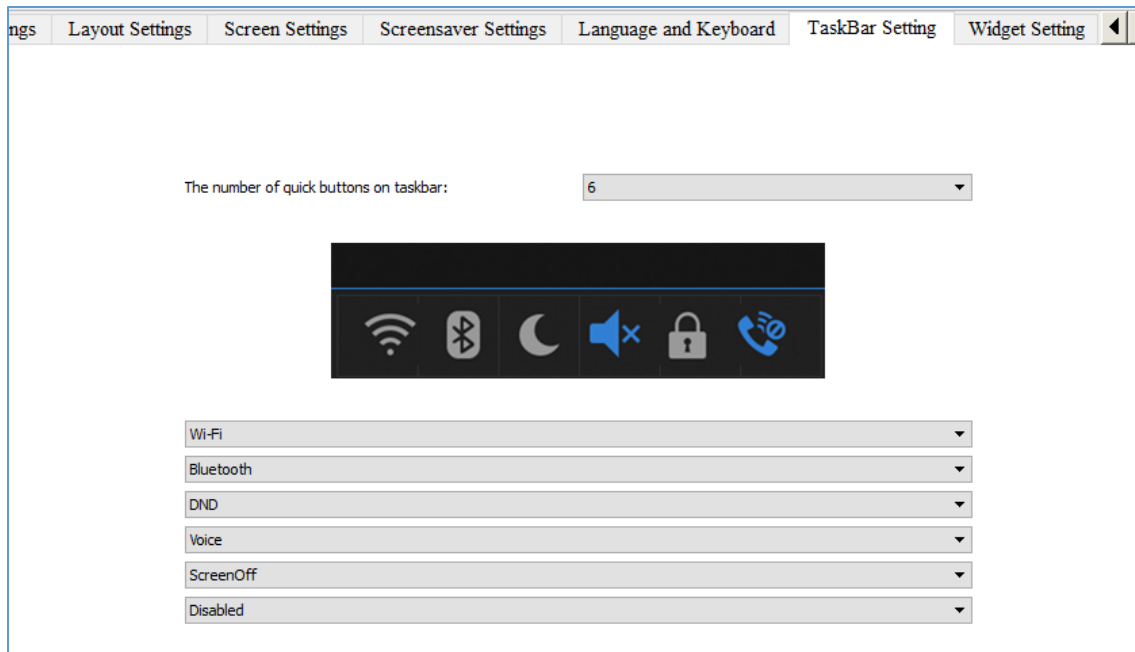 ngs Layout Settings Screen Settings Screensaver Settings Language and Keyboard TaskBar Setting Widget Setting
The number of quick buttons on taskbar: 6
Wi-Fi
Bluetooth
DND
Voice
ScreenOff
Disabled